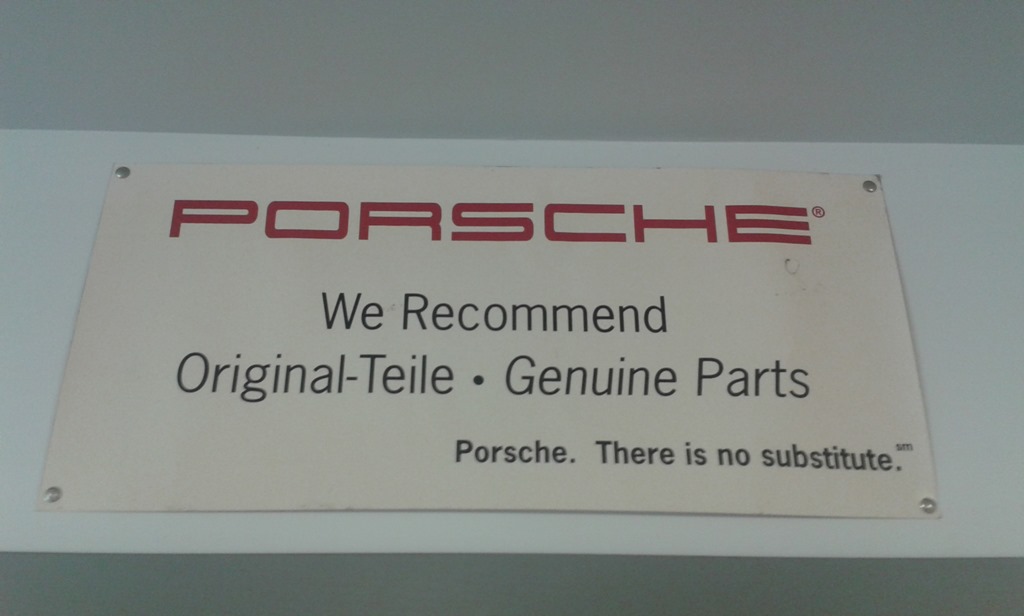 PORSCHE®
We Recommend
Original-Teile • Genuine Parts
Porsche. There is no substitute.℠